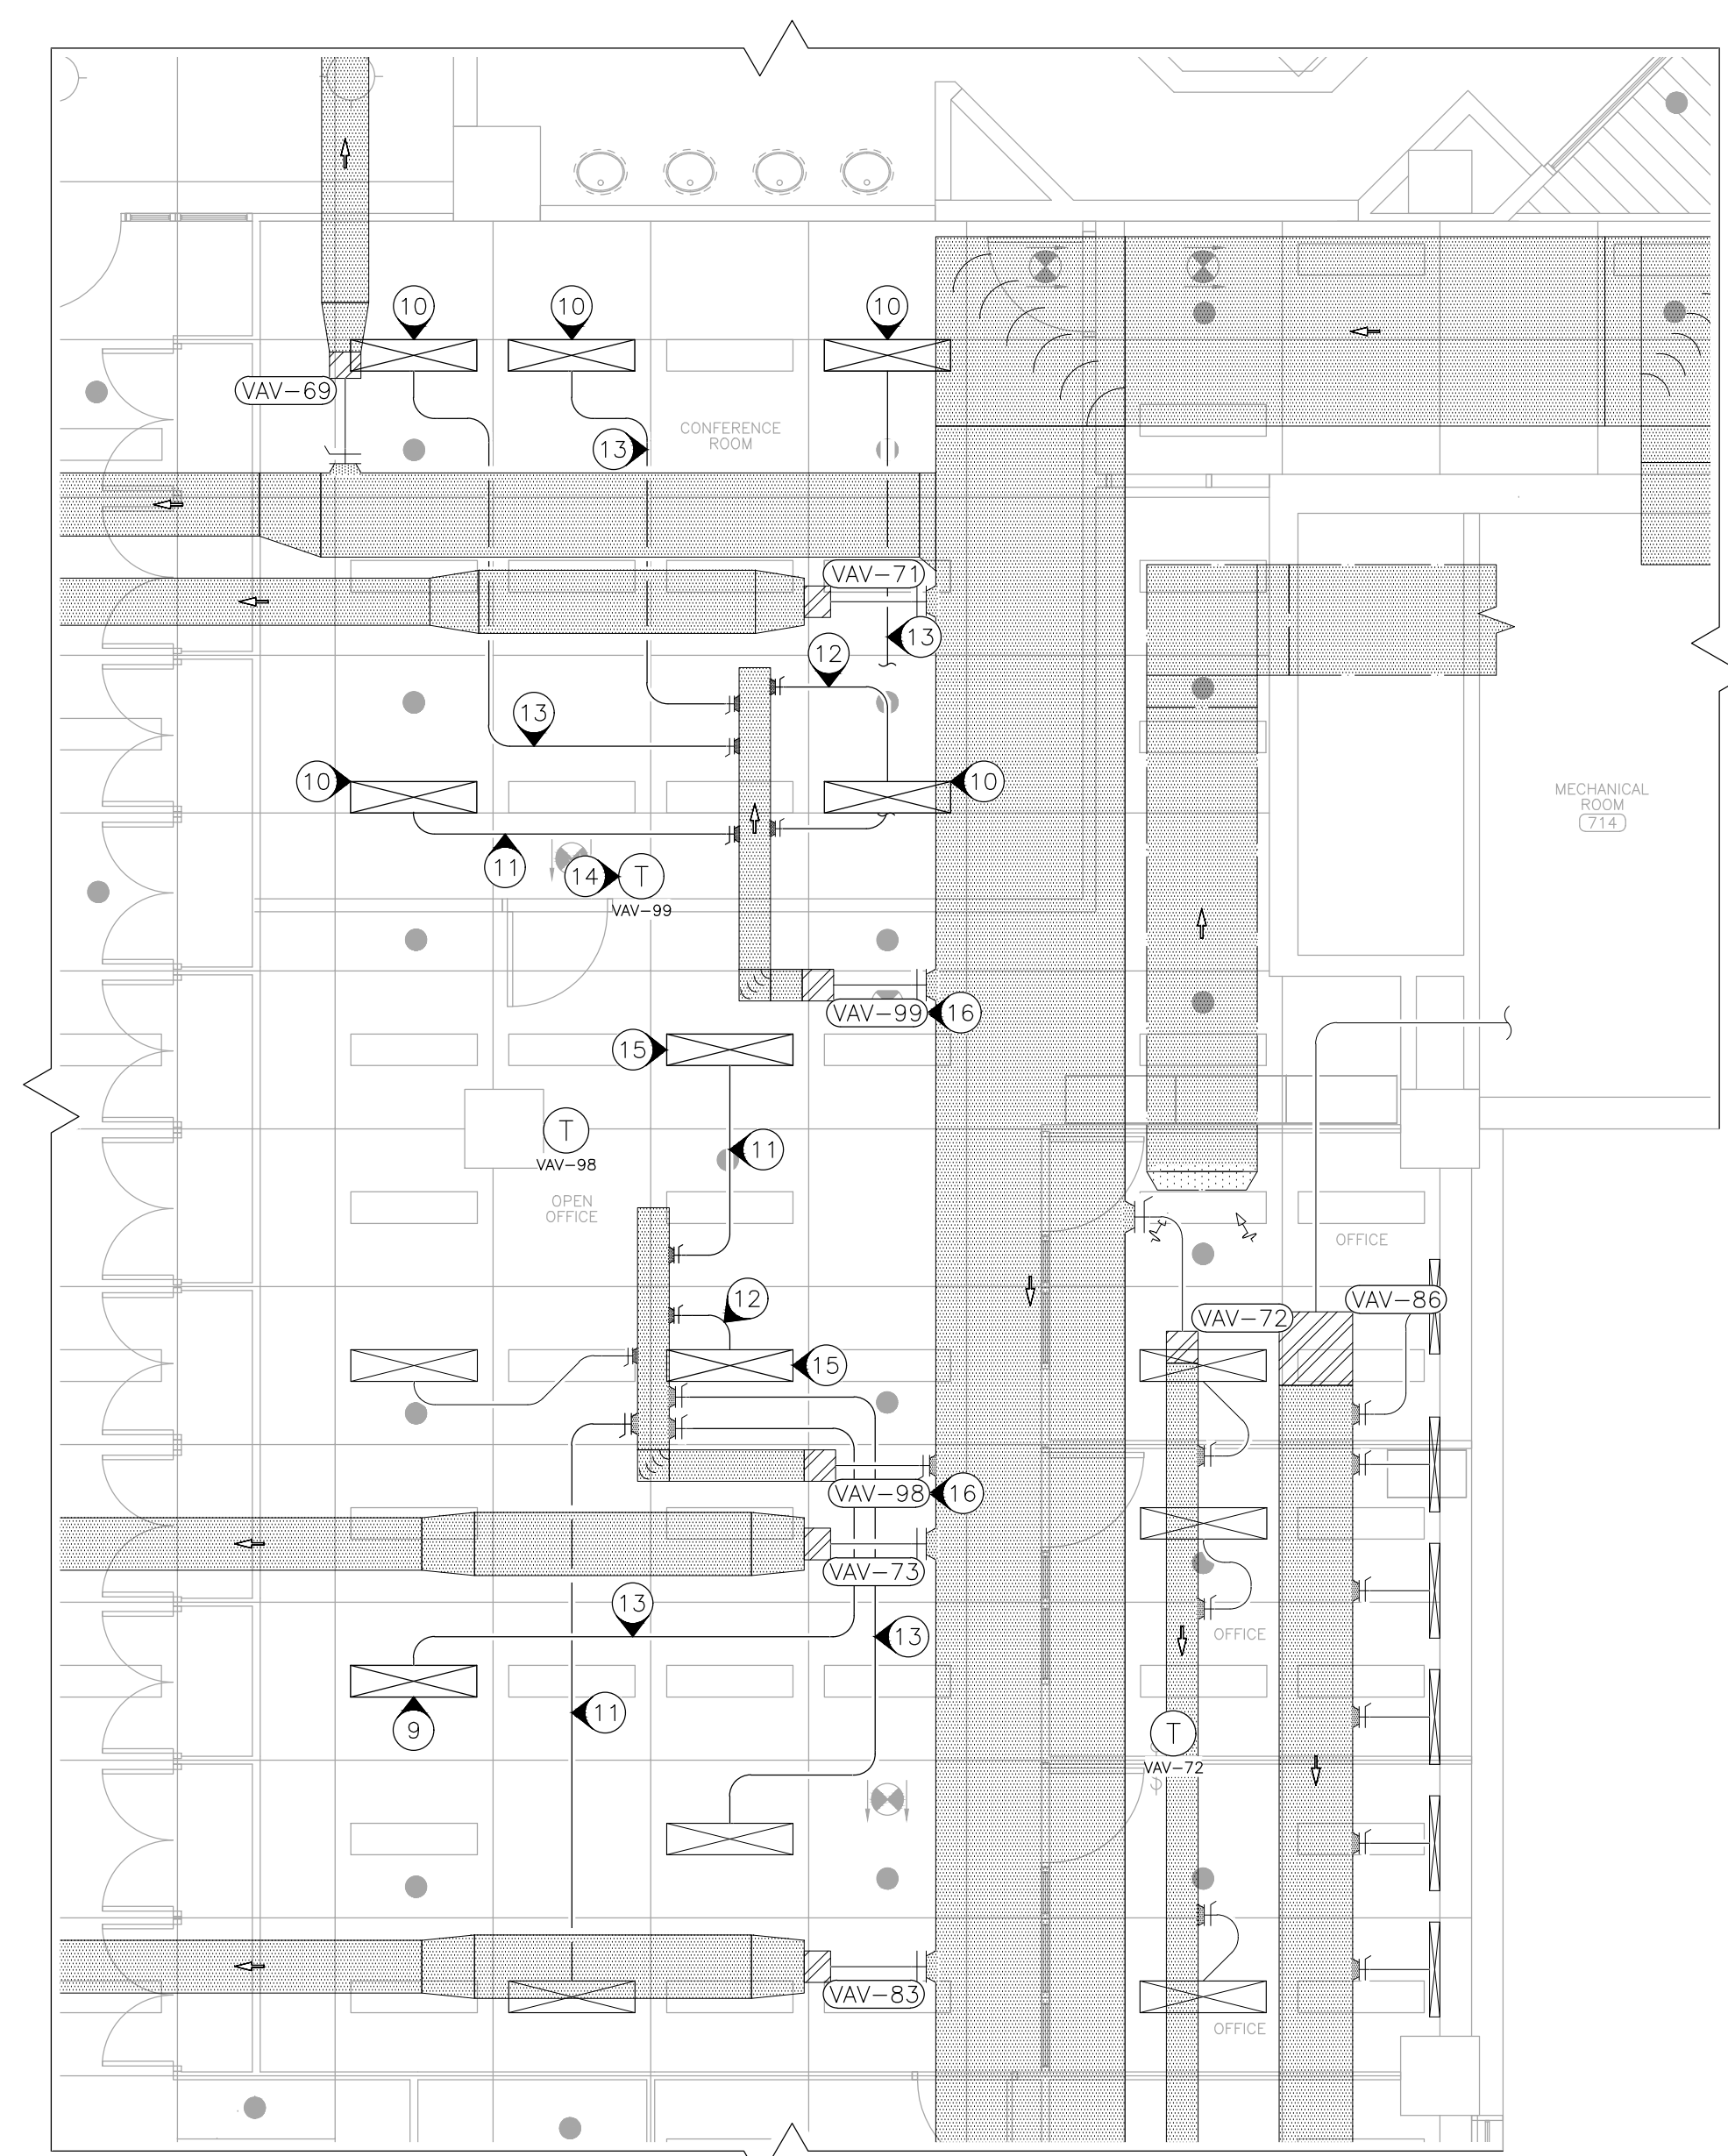 10
10
10
VAV-69
CONFERENCE
ROOM
13
VAV-71
13
12
13
10
10
MECHANICAL
ROOM
714
11
14
T
VAV-99
VAV-99
16
15
T
VAV-98
11
OPEN
OFFICE
OFFICE
12
VAV-72
VAV-86
15
VAV-98
16
VAV-73
13
13
OFFICE
9
11
T
VAV-72
VAV-83
OFFICE